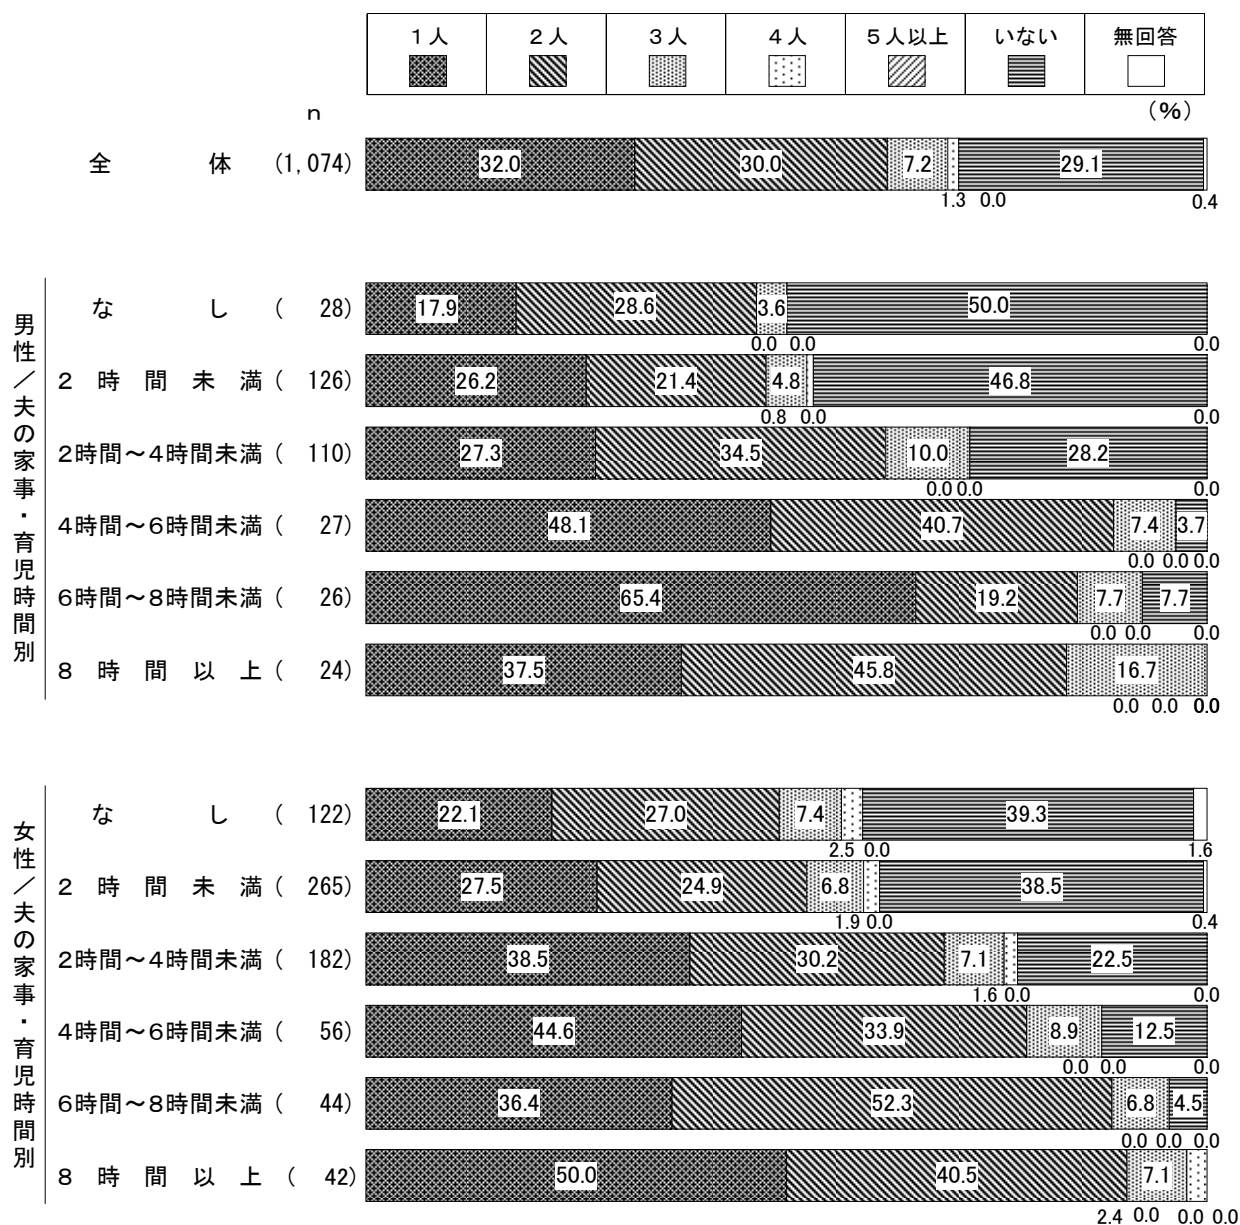 １人 ２人 ３人 ４人 ５人以上 いない 無回答
ｎ (％)
全体 (1,074) 32.0 30.0 7.2 29.1
1.3 0.0 0.4
男性／夫の家事・育児時間別
なし ( 28) 17.9 28.6 3.6 50.0
0.0 0.0 0.0
２時間未満 ( 126) 26.2 21.4 4.8 46.8
0.8 0.0 0.0
２時間～４時間未満 ( 110) 27.3 34.5 10.0 28.2
0.0 0.0 0.0
４時間～６時間未満 ( 27) 48.1 40.7 7.4 3.7
0.0 0.0 0.0
６時間～８時間未満 ( 26) 65.4 19.2 7.7 7.7
0.0 0.0 0.0
８時間以上 ( 24) 37.5 45.8 16.7
0.0 0.0 0.0
女性／夫の家事・育児時間別
なし ( 122) 22.1 27.0 7.4 39.3
2.5 0.0 1.6
２時間未満 ( 265) 27.5 24.9 6.8 38.5
1.9 0.0 0.4
２時間～４時間未満 ( 182) 38.5 30.2 7.1 22.5
1.6 0.0 0.0
４時間～６時間未満 ( 56) 44.6 33.9 8.9 12.5
0.0 0.0 0.0
６時間～８時間未満 ( 44) 36.4 52.3 6.8 4.5
0.0 0.0 0.0
８時間以上 ( 42) 50.0 40.5 7.1
2.4 0.0 0.0 0.0